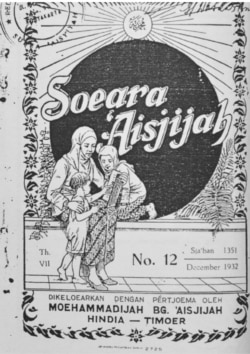 Soeara
'Aisjijah
Th. VII
No. 12
Sja'ban 1351
Dezember 1932
DIKELOEARKAN DENGAN PERTJOEMA OLEH
MOEHAMMADIJAH BG. 'AISJIJAH
HINDIA — TIMOER